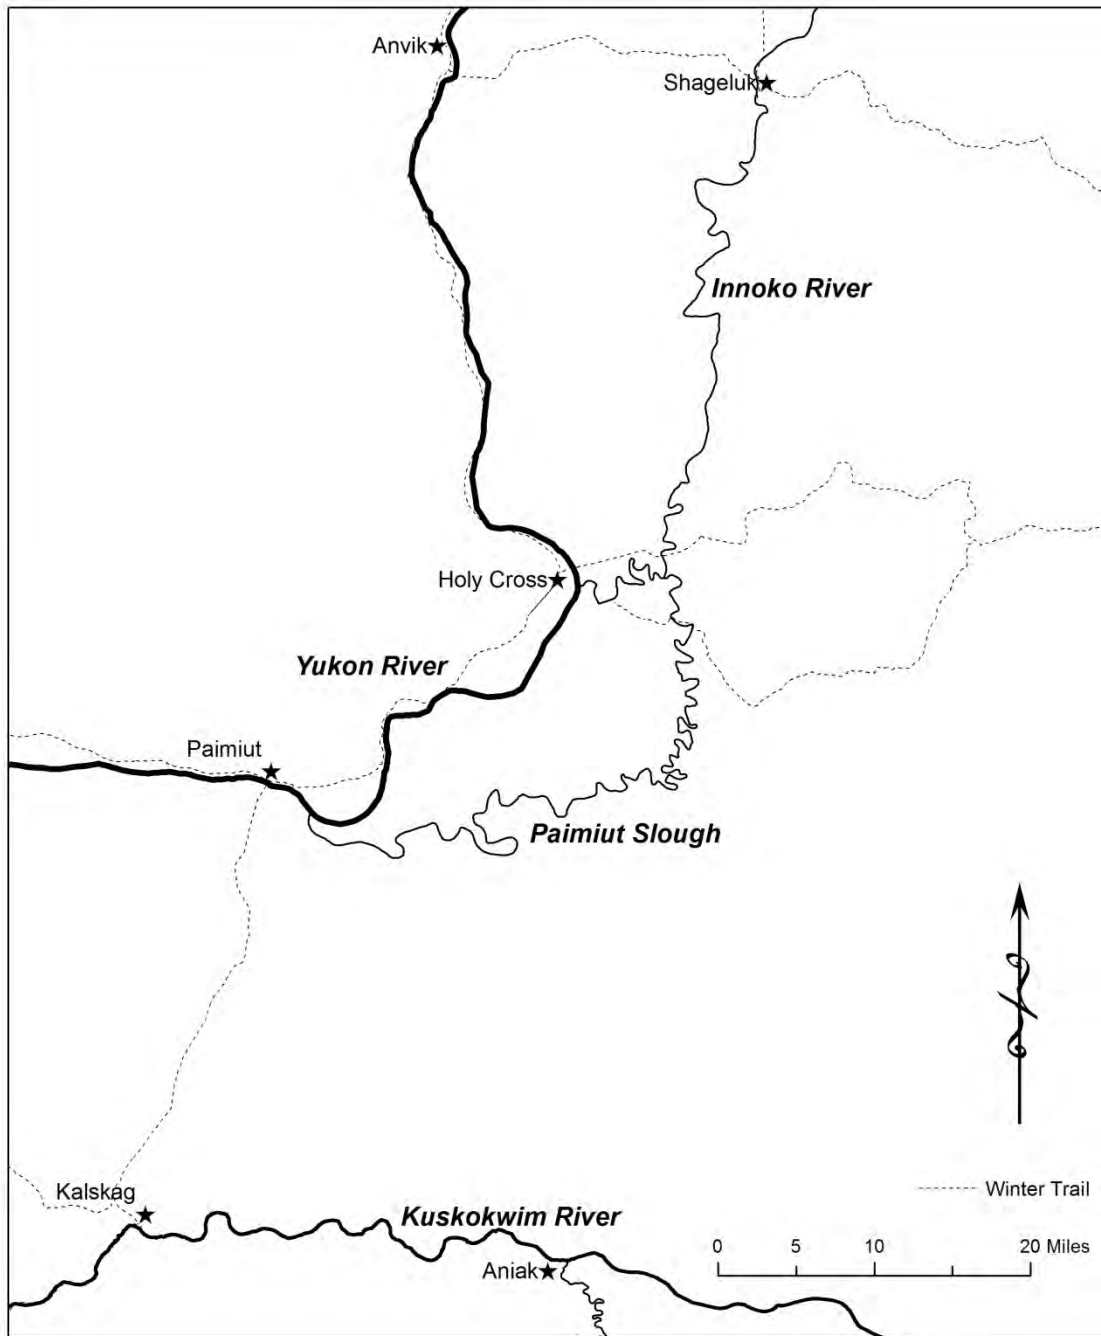 Anvik
Shageluk
Innoko River
Holy Cross
Yukon River
Paimiut
Paimiut Slough
N
Winter Trail
Kalskag
Kuskokwim River
0 5 10 20 Miles
Aniak